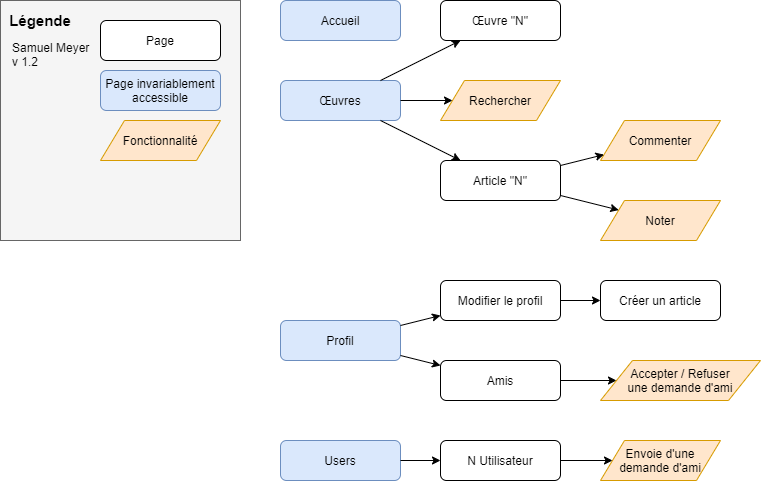 Légende
Samuel Meyer
v 1.2
Page
Page invariablement
accessible
Fonctionnalité
Accueil
Œuvre "N"
Œuvres
Rechercher
Article "N"
Commenter
Noter
Profil
Modifier le profil
Créer un article
Amis
Accepter / Refuser
une demande d'ami
Users
N Utilisateur
Envoie d'une
demande d'ami